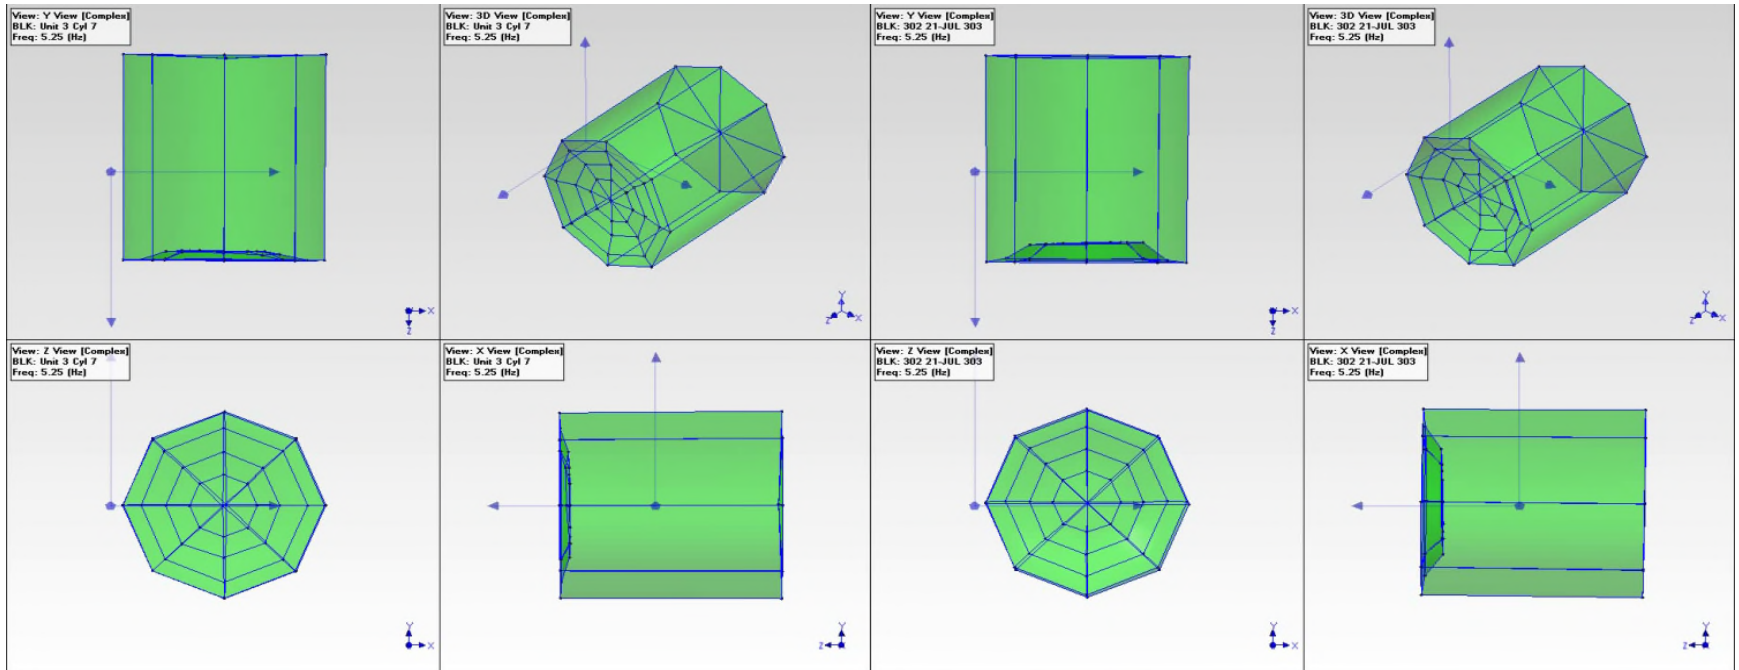 View: Y View [Complex]
BLK: Unit 3 Cyl 7
Freq: 5.25 (Hz)
View: 3D View [Complex]
BLK: Unit 3 Cyl 7
Freq: 5.25 (Hz)
View: Y View [Complex]
BLK: 302 21-JUL 303
Freq: 5.25 (Hz)
View: 3D View [Complex]
BLK: 302 21-JUL 303
Freq: 5.25 (Hz)
X
Z
Y
Z
X
X
Z
Y
Z
X
View: Z View [Complex]
BLK: Unit 3 Cyl 7
Freq: 5.25 (Hz)
View: X View [Complex]
BLK: Unit 3 Cyl 7
Freq: 5.25 (Hz)
View: Z View [Complex]
BLK: 302 21-JUL 303
Freq: 5.25 (Hz)
View: X View [Complex]
BLK: 302 21-JUL 303
Freq: 5.25 (Hz)
Y
X
Y
Z
Y
X
Y
Z